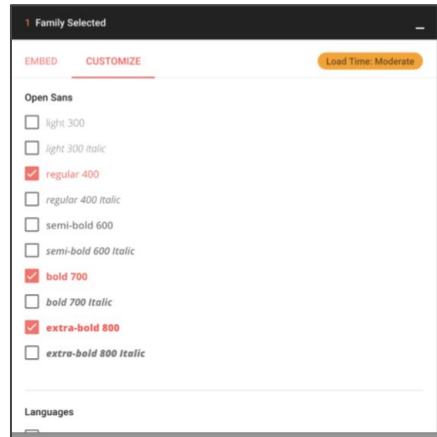 1 Family Selected
EMBED CUSTOMIZE Load Time: Moderate
Open Sans
light 300
light 300 Italic
regular 400
regular 400 Italic
semi-bold 600
semi-bold 600 Italic
bold 700
bold 700 Italic
extra-bold 800
extra-bold 800 Italic
Languages